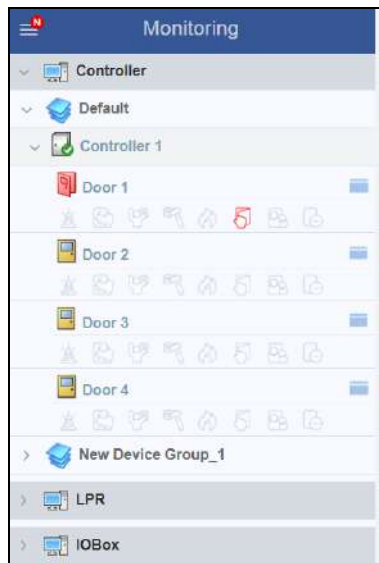 N
Monitoring
Controller
Default
Controller 1
Door 1
Door 2
Door 3
Door 4
New Device Group_1
LPR
IOBox